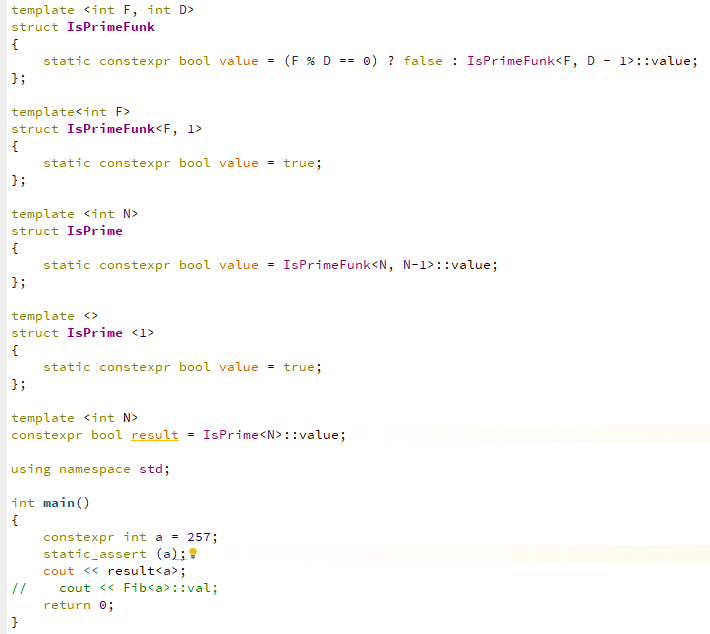 template <int F, int D>
struct IsPrimeFunk
{
    static constexpr bool value = (F % D == 0) ? false : IsPrimeFunk<F, D - 1>::value;
};

template<int F>
struct IsPrimeFunk<F, 1>
{
    static constexpr bool value = true;
};

template <int N>
struct IsPrime
{
    static constexpr bool value = IsPrimeFunk<N, N-1>::value;
};

template <>
struct IsPrime <1>
{
    static constexpr bool value = true;
};

template <int N>
constexpr bool result = IsPrime<N>::value;

using namespace std;

int main()
{
    constexpr int a = 257;
    static_assert (a);
    cout << result<a>;
//    cout << Fib<a>::val;
    return 0;
}